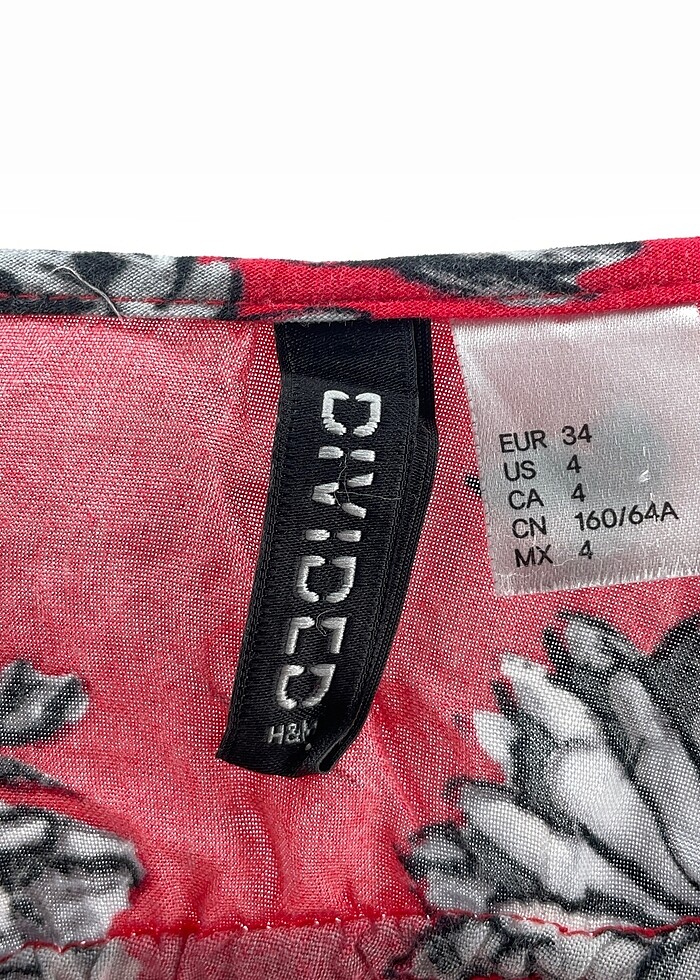 DIVIDED
H&M
EUR 34
US 4
CA 4
CN 160/64A
MX 4